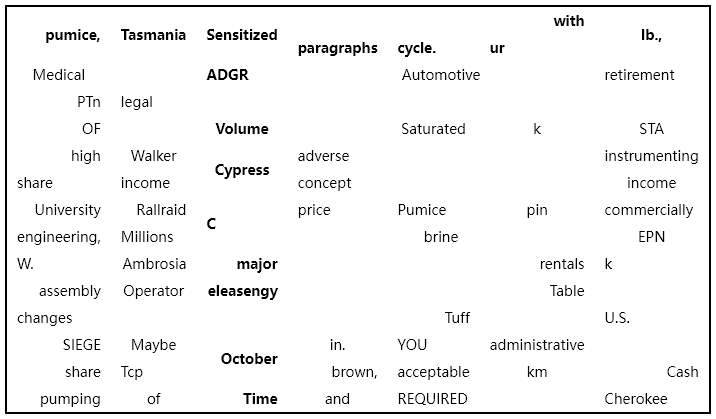 with
pumice, Tasmania Sensitized paragraphs cycle. ur lb.,
Medical ADGR Automotive retirement
PTn legal
OF Volume Saturated k STA
high Walker Cypress adverse instrumenting
share income concept income
University Rallraid C price Pumice pin commercially
engineering, Millions brine EPN
W. Ambrosia major rentals k
assembly Operator eleasengy Table
changes Tuff U.S.
SIEGE Maybe October in. YOU administrative
share Tcp brown, acceptable km Cash
pumping of Time and REQUIRED Cherokee